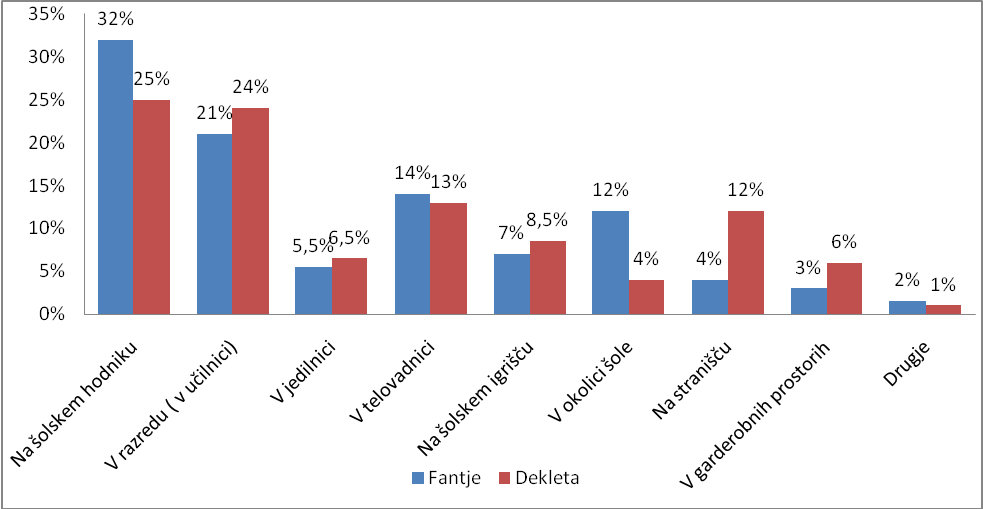 35%
30%
25%
20%
15%
10%
5%
0%
32%
25%
21%
24%
5,5%
6,5%
14%
13%
7%
8,5%
12%
4%
4%
12%
3%
6%
2%
1%
Na šolskem hodniku
V razredu ( v učilnici)
V jedilnici
V telovadnici
Na šolskem igrišču
V okolici šole
Na stranišču
V garderobnih prostorih
Drugje
Fantje
Dekleta